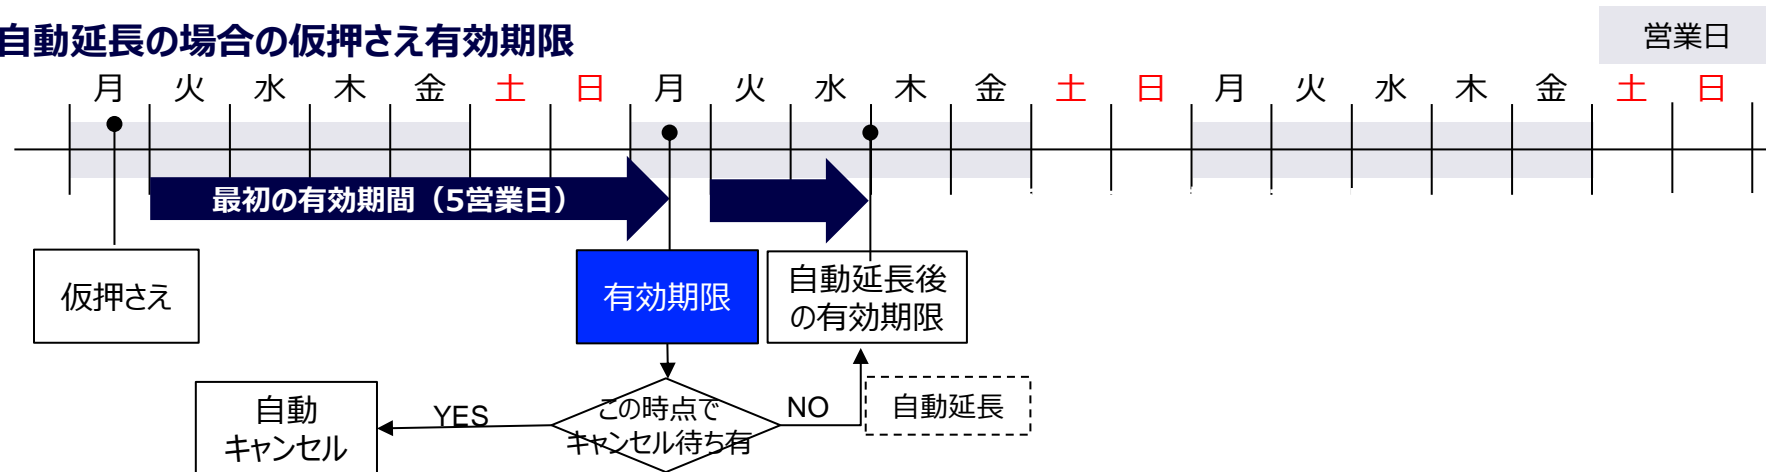 自動延長の場合の仮押さえ有効期限
営業日
月 火 水 木 金 土 日 月 火 水 木 金 土 日 月 火 水 木 金 土 日
最初の有効期間（5営業日）
仮押さえ
有効期限
自動延長後
の有効期限
自動
キャンセル
YES
この時点で
キャンセル待ち有
NO
自動延長